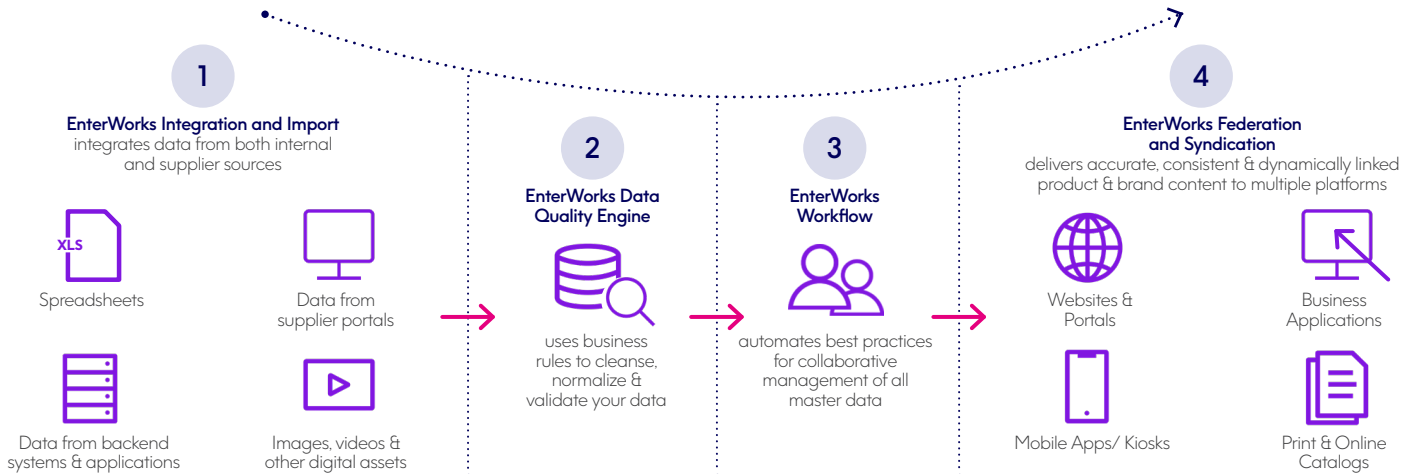 1
EnterWorks Integration and Import
integrates data from both internal
and supplier sources
XLS
Spreadsheets
Data from
supplier portals
Data from backend
systems & applications
Images, videos &
other digital assets
2
EnterWorks Data
Quality Engine
uses business
rules to cleanse,
normalize &
validate your data
3
EnterWorks
Workflow
automates best practices
for collaborative
management of all
master data
4
EnterWorks Federation
and Syndication
delivers accurate, consistent & dynamically linked
product & brand content to multiple platforms
Websites &
Portals
Business
Applications
Mobile Apps/ Kiosks
Print & Online
Catalogs